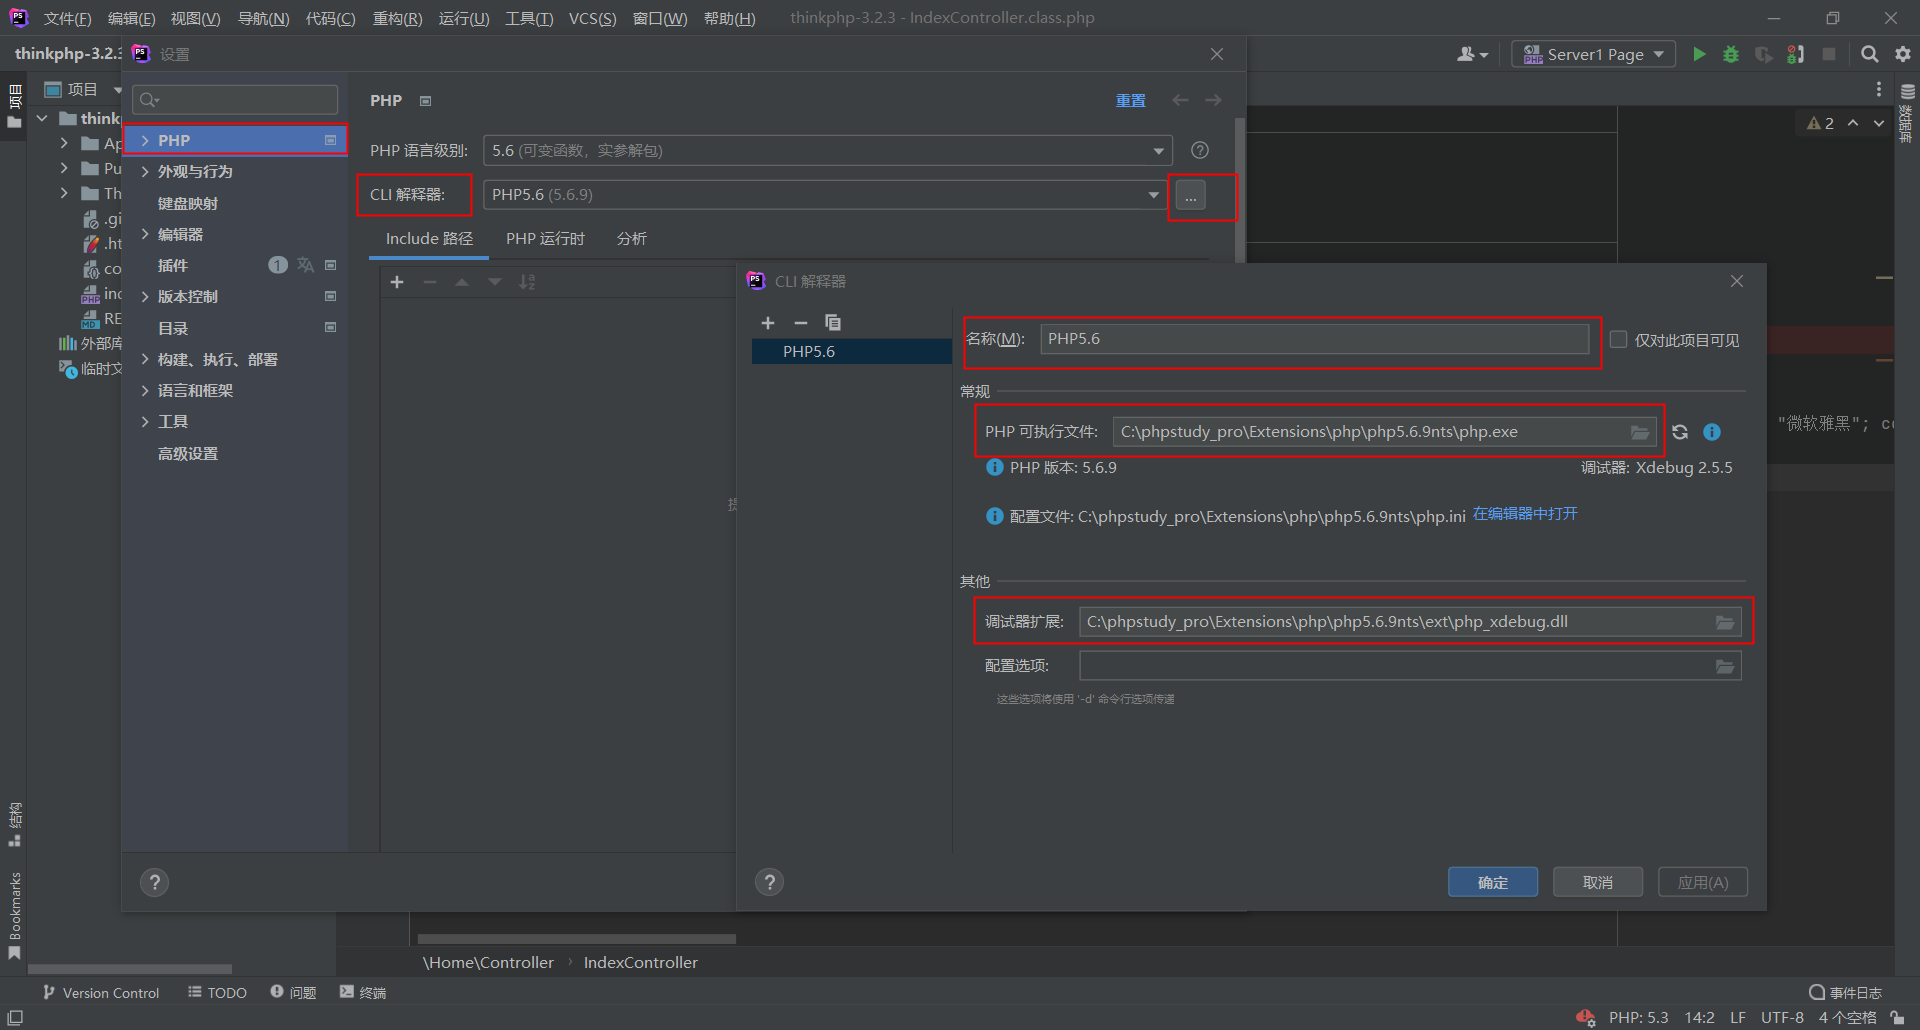 文件(F) 编辑(E) 视图(V) 导航(N) 代码(C) 重构(R) 运行(U) 工具(T) VCS(S) 窗口(W) 帮助(H) thinkphp-3.2.3 - IndexController.class.php
thinkphp-3.2.3
设置
Server1 Page
项目
项目
PHP
重置
2
数据库
think
PHP
PHP 语言级别:
5.6 (可变函数，实参解包)
Ap
外观与行为
Pu
CLI 解释器:
PHP5.6 (5.6.9)
...
Th
键盘映射
.gi
编辑器
Include 路径
PHP 运行时
分析
.ht
插件
1
co
版本控制
inc
目录
RE
外部库
构建、执行、部署
临时文
语言和框架
工具
高级设置
CLI 解释器
PHP5.6
名称(M):
PHP5.6
仅对此项目可见
常规
PHP 可执行文件:
C:\phpstudy_pro\Extensions\php\php5.6.9nts\php.exe
"微软雅黑"; co
PHP 版本: 5.6.9
调试器: Xdebug 2.5.5
配置文件: C:\phpstudy_pro\Extensions\php\php5.6.9nts\php.ini 在编辑器中打开
其他
调试器扩展:
C:\phpstudy_pro\Extensions\php\php5.6.9nts\ext\php_xdebug.dll
配置选项:
这些选项将使用 '-d' 命令行选项传递
确定
取消
应用(A)
结构
Bookmarks
\Home\Controller › IndexController
Version Control
TODO
问题
终端
事件日志
PHP: 5.3 14:2 LF UTF-8 4 个空格